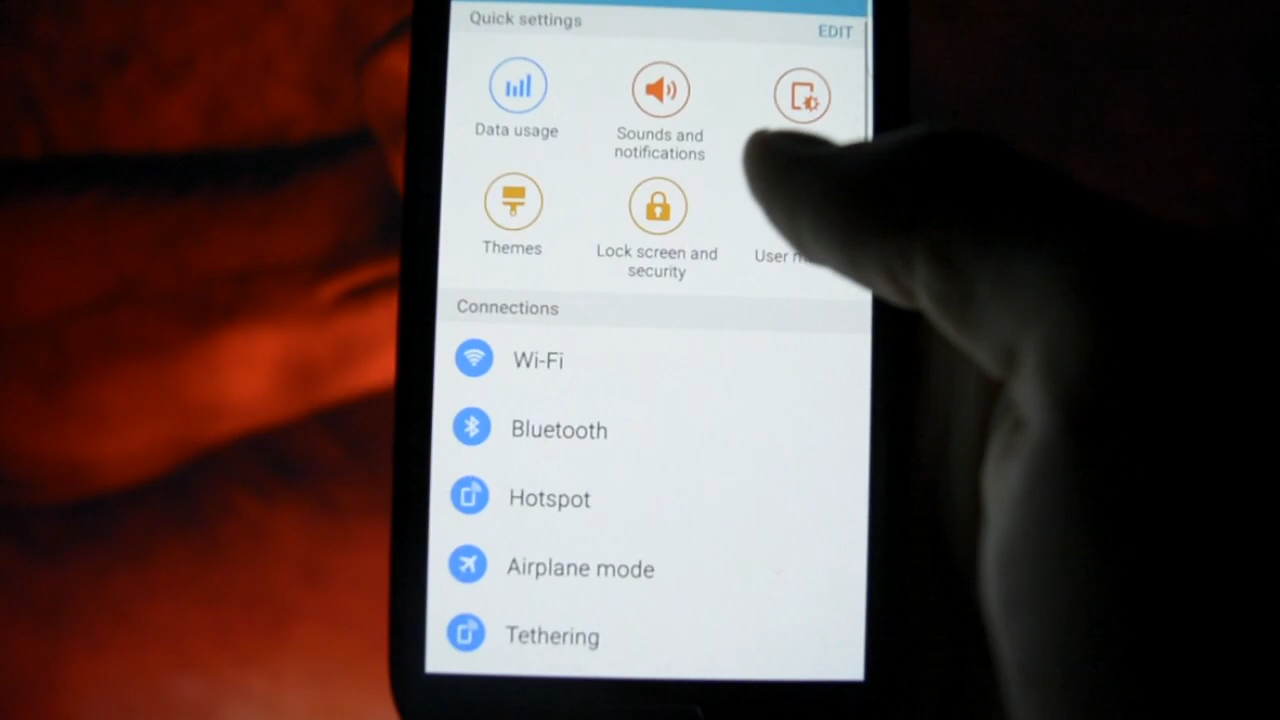 Quick settings
EDIT
Data usage
Sounds and
notifications
Themes
Lock screen and
security
User
Connections
Wi-Fi
Bluetooth
Hotspot
Airplane mode
Tethering